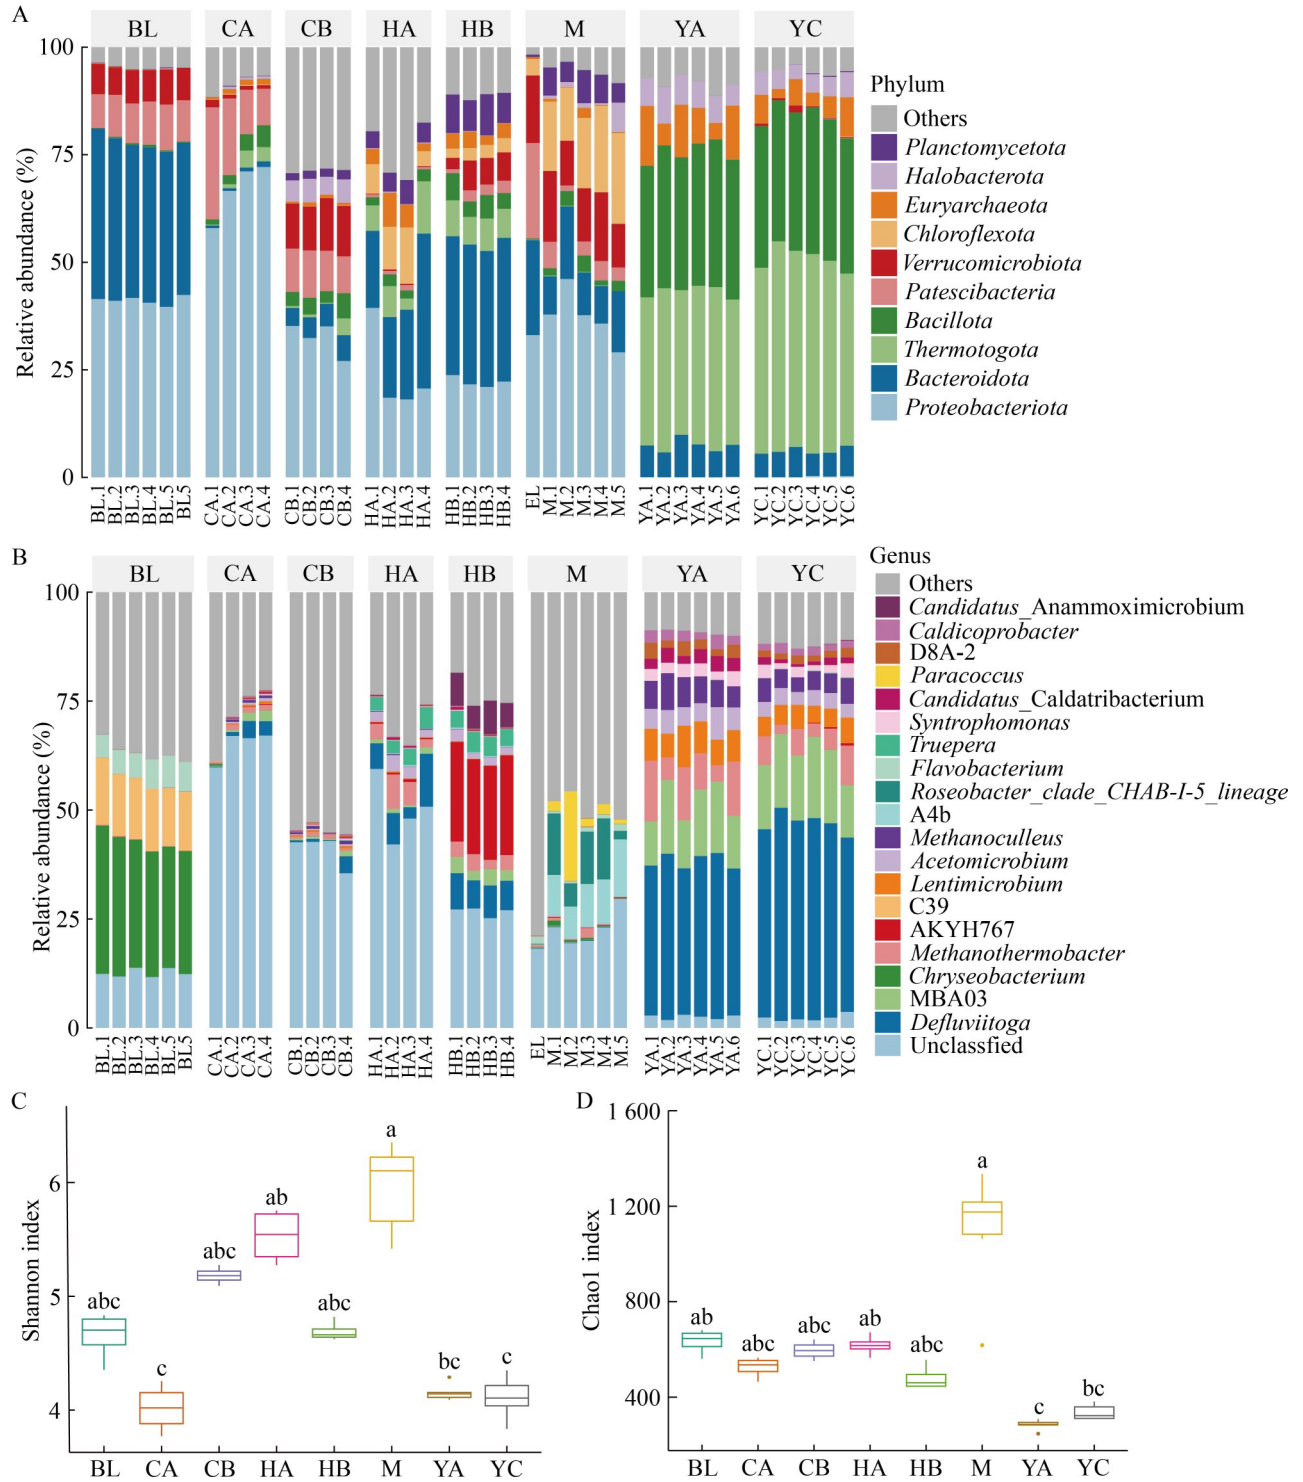 A
BL CA CB HA HB M YA YC
Relative abundance (%)
100
75
50
25
0
BL.1 BL.2 BL.3 BL.4 BL.5 BL5 CA.1 CA.2 CA.3 CA.4 CB.1 CB.2 CB.3 CB.4 HA.1 HA.2 HA.3 HA.4 HB.1 HB.2 HB.3 HB.4 EL M.1 M.2 M.3 M.4 M.5 YA.1 YA.2 YA.3 YA.4 YA.5 YA.6 YC.1 YC.2 YC.3 YC.4 YC.5 YC.6
Phylum
Others
Planctomycetota
Halobacterota
Euryarchaeota
Chloroflexota
Verrucomicrobiota
Patescibacteria
Bacillota
Thermotogota
Bacteroidota
Proteobacteriota
B
BL CA CB HA HB M YA YC
Relative abundance (%)
100
75
50
25
0
BL.1 BL.2 BL.3 BL.4 BL.5 BL5 CA.1 CA.2 CA.3 CA.4 CB.1 CB.2 CB.3 CB.4 HA.1 HA.2 HA.3 HA.4 HB.1 HB.2 HB.3 HB.4 EL M.1 M.2 M.3 M.4 M.5 YA.1 YA.2 YA.3 YA.4 YA.5 YA.6 YC.1 YC.2 YC.3 YC.4 YC.5 YC.6
Genus
Others
Candidatus_Anammoximicrobium
Caldicoprobacter
D8A-2
Paracoccus
Candidatus_Caldatribacterium
Syntrophomonas
Truepera
Flavobacterium
Roseobacter_clade_CHAB-I-5_lineage
A4b
Methanoculleus
Acetomicrobium
Lentimicrobium
C39
AKYH767
Methanothermobacter
Chryseobacterium
MBA03
Defluviitoga
Unclassfied
C
Shannon index
6
5
4
abc c abc ab abc a bc c
BL CA CB HA HB M YA YC
D
Chao1 index
1 600
1 200
800
400
ab abc abc ab abc a c bc
BL CA CB HA HB M YA YC